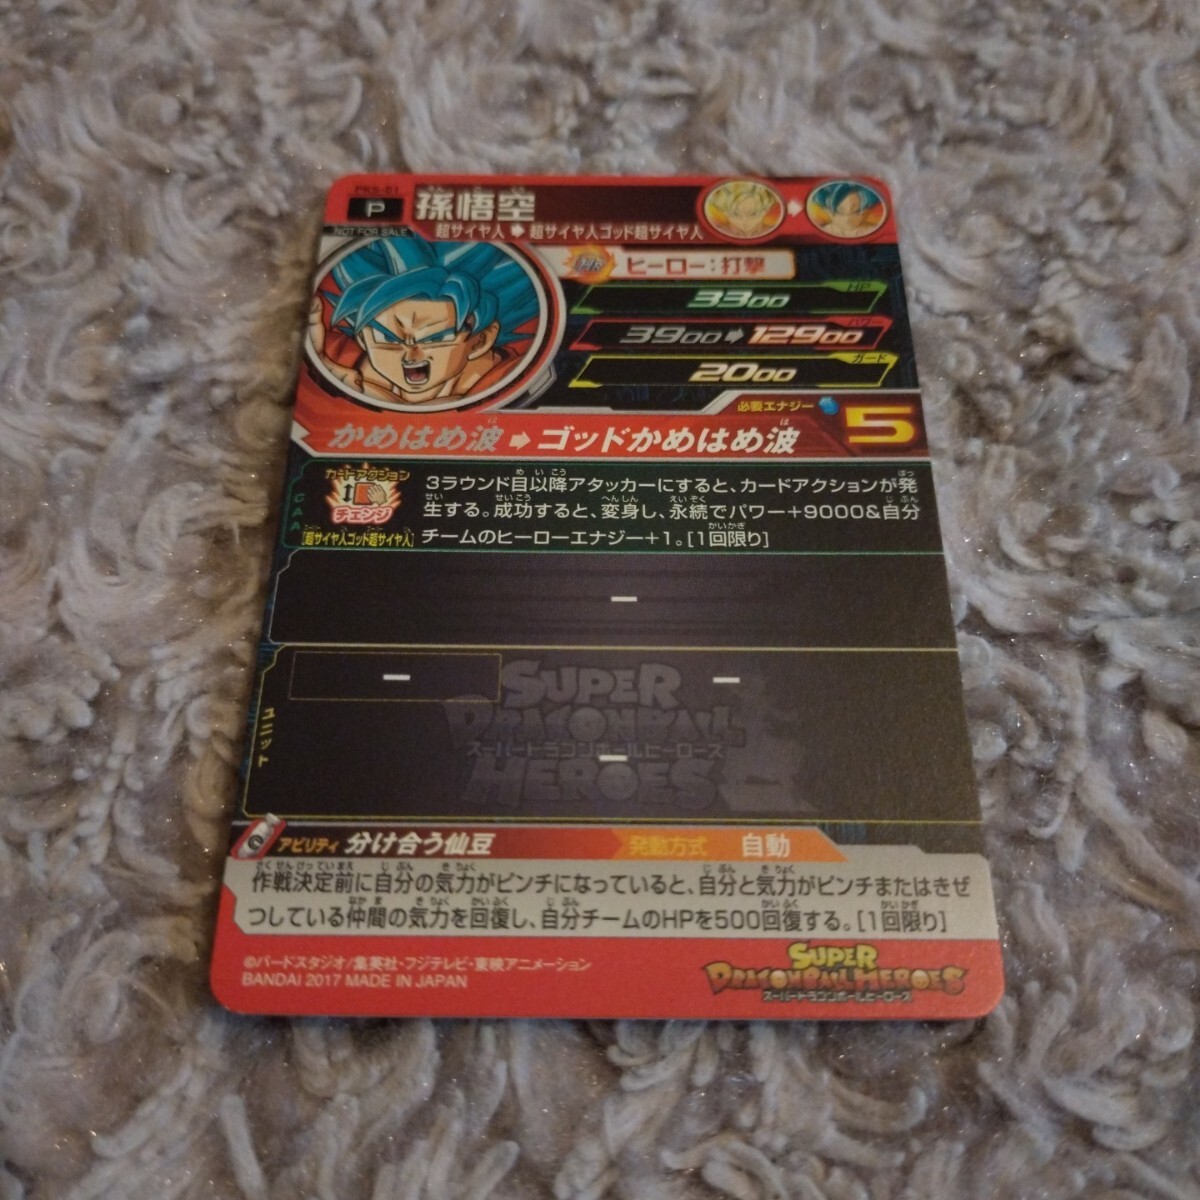 PKS-01
P
NOT FOR SALE
孫悟空
超サイヤ人 ➡ 超サイヤ人ゴッド超サイヤ人
ヒーロー:打撃
HP
3300
パワー
3900➡12900
ガード
2000
必要エナジー 5
かめはめ波 ➡ ゴッドかめはめ波
CAA
カードアクション
チェンジ
[超サイヤ人ゴッド超サイヤ人]
3ラウンド目以降アタッカーにすると、カードアクションが発
生する。成功すると、変身し、永続でパワー+9000&自分
チームのヒーローエナジー+1。[1回限り]
ー
ー ー
SUPER
DRAGONBALL
スーパードラゴンボールヒーローズ
HEROES
ー
ユニット
アビリティ 分け合う仙豆 発動方式 自動
作戦決定前に自分の気力がピンチになっていると、自分と気力がピンチまたはきぜ
つしている仲間の気力を回復し、自分チームのHPを500回復する。[1回限り]
©バードスタジオ/集英社・フジテレビ・東映アニメーション
BANDAI 2017 MADE IN JAPAN
SUPER
DRAGONBALL HEROES
スーパードラゴンボールヒーローズ